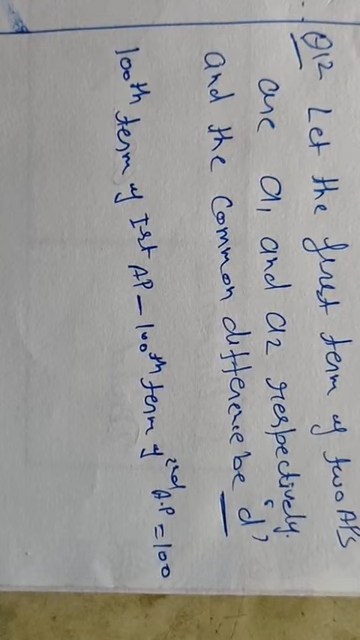 Q12 Let the first term of two AP's
are a1 and a2 respectively.
and the common difference be 'd'
100th term of Ist AP - 100th term of 2nd A.P = 100